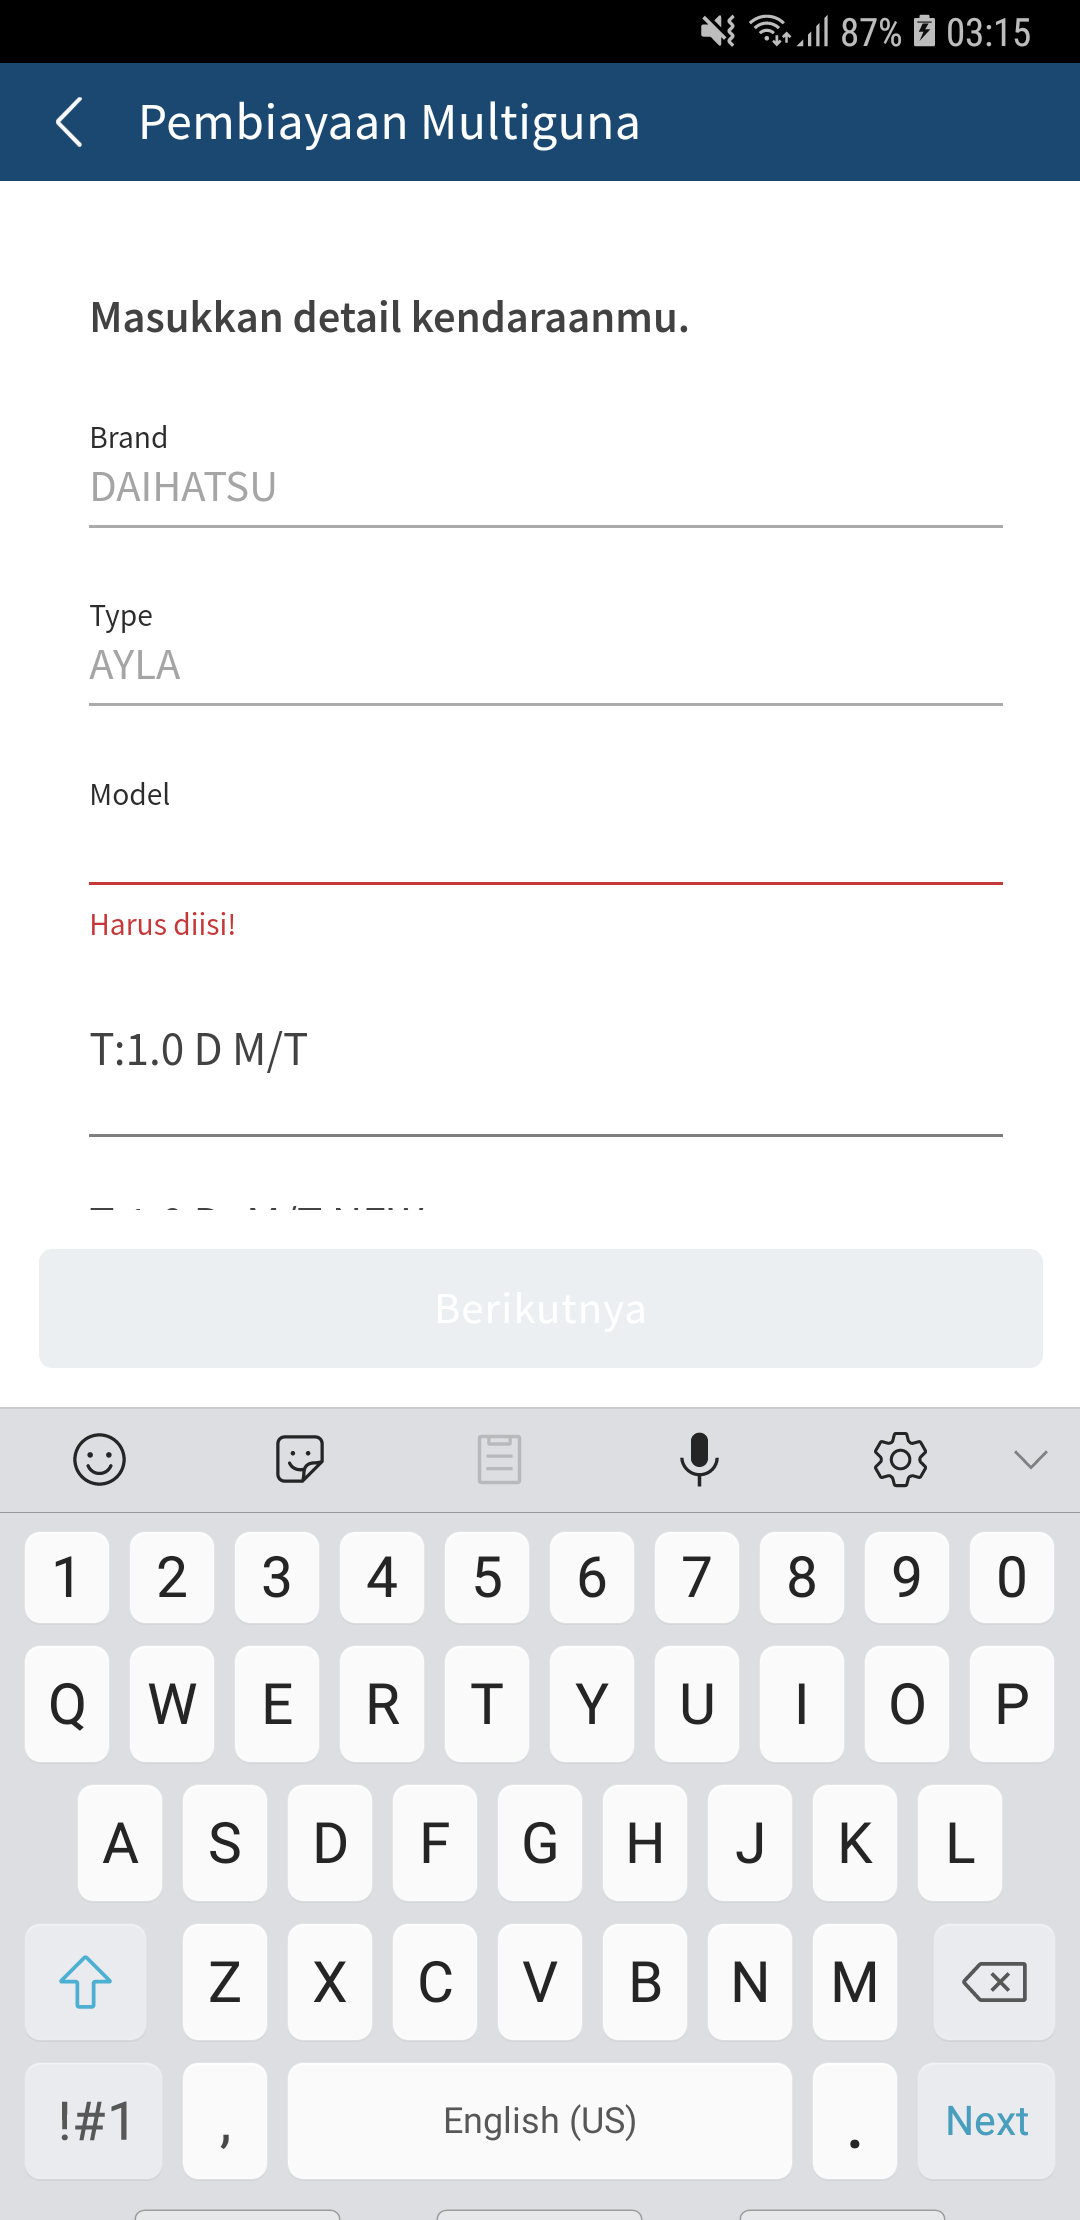 87% 03:15
Pembiayaan Multiguna
Masukkan detail kendaraanmu.
Brand
DAIHATSU
Type
AYLA
Model
Harus diisi!
T:1.0 D M/T
Berikutnya
1 2 3 4 5 6 7 8 9 0
Q W E R T Y U I O P
A S D F G H J K L
Z X C V B N M
!#1 , English (US) . Next